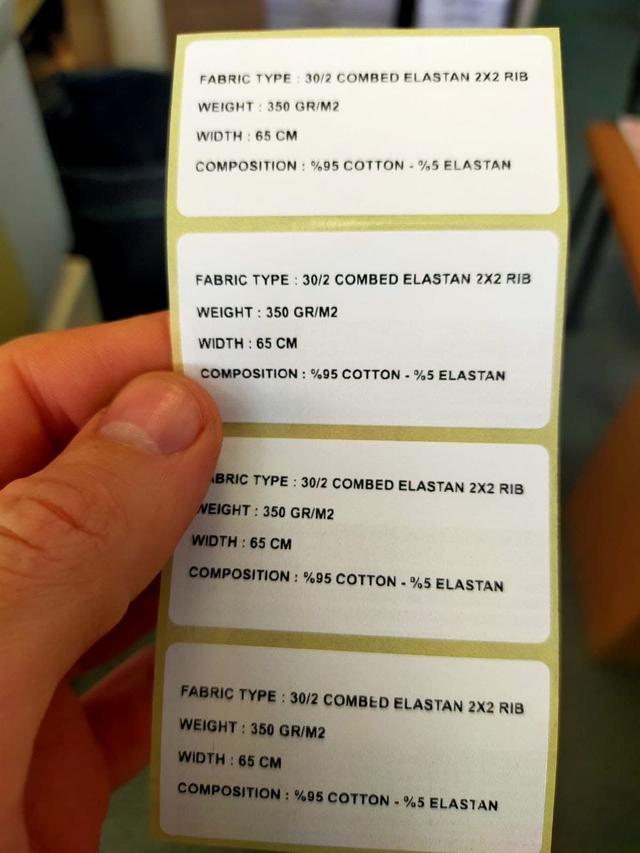 FABRIC TYPE : 30/2 COMBED ELASTAN 2X2 RIB
WEIGHT : 350 GR/M2
WIDTH : 65 CM
COMPOSITION : %95 COTTON - %5 ELASTAN
FABRIC TYPE : 30/2 COMBED ELASTAN 2X2 RIB
WEIGHT : 350 GR/M2
WIDTH : 65 CM
COMPOSITION : %95 COTTON - %5 ELASTAN
ABRIC TYPE : 30/2 COMBED ELASTAN 2X2 RIB
WEIGHT : 350 GR/M2
WIDTH : 65 CM
COMPOSITION : %95 COTTON - %5 ELASTAN
FABRIC TYPE : 30/2 COMBED ELASTAN 2X2 RIB
WEIGHT : 350 GR/M2
WIDTH : 65 CM
COMPOSITION : %95 COTTON - %5 ELASTAN